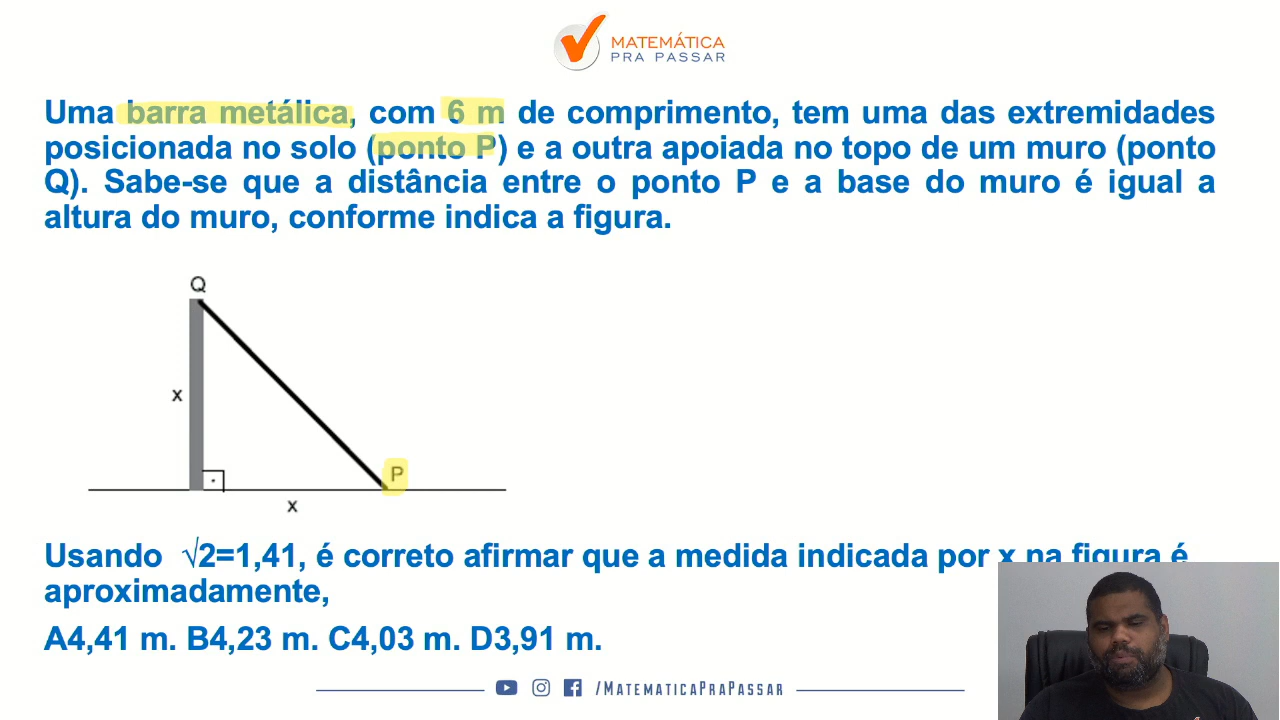 MATEMÁTICA
PRA PASSAR
Uma barra metálica, com 6 m de comprimento, tem uma das extremidades
posicionada no solo (ponto P) e a outra apoiada no topo de um muro (ponto
Q). Sabe-se que a distância entre o ponto P e a base do muro é igual a
altura do muro, conforme indica a figura.
Q
x
P
x
Usando √2=1,41, é correto afirmar que a medida indicada por x na figura é
aproximadamente,
A4,41 m. B4,23 m. C4,03 m. D3,91 m.
/MatematicaPraPassar